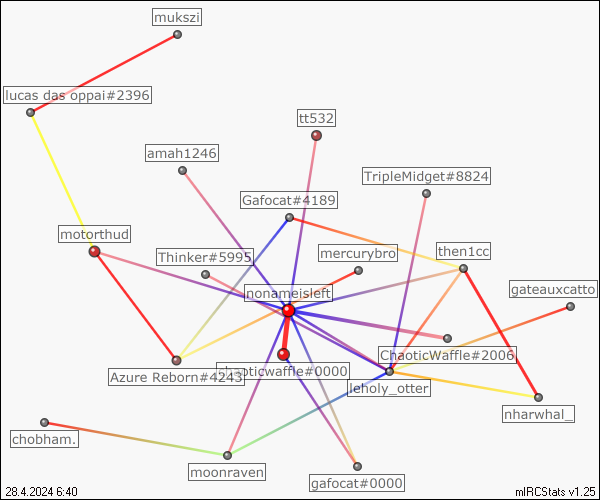 mukszi
lucas das oppai#2396
tt532
amah1246
TripleMidget#8824
Gafocat#4189
motorthud
mercurybro
then1cc
Thinker#5995
nonameisleft
gateauxcatto
ChaoticWaffle#2006
Azure Reborn#4243
chaoticwaffle#0000
leholy_otter
nharwhal_
chobham.
moonraven
gafocat#0000
28.4.2024 6:40
mIRCStats v1.25